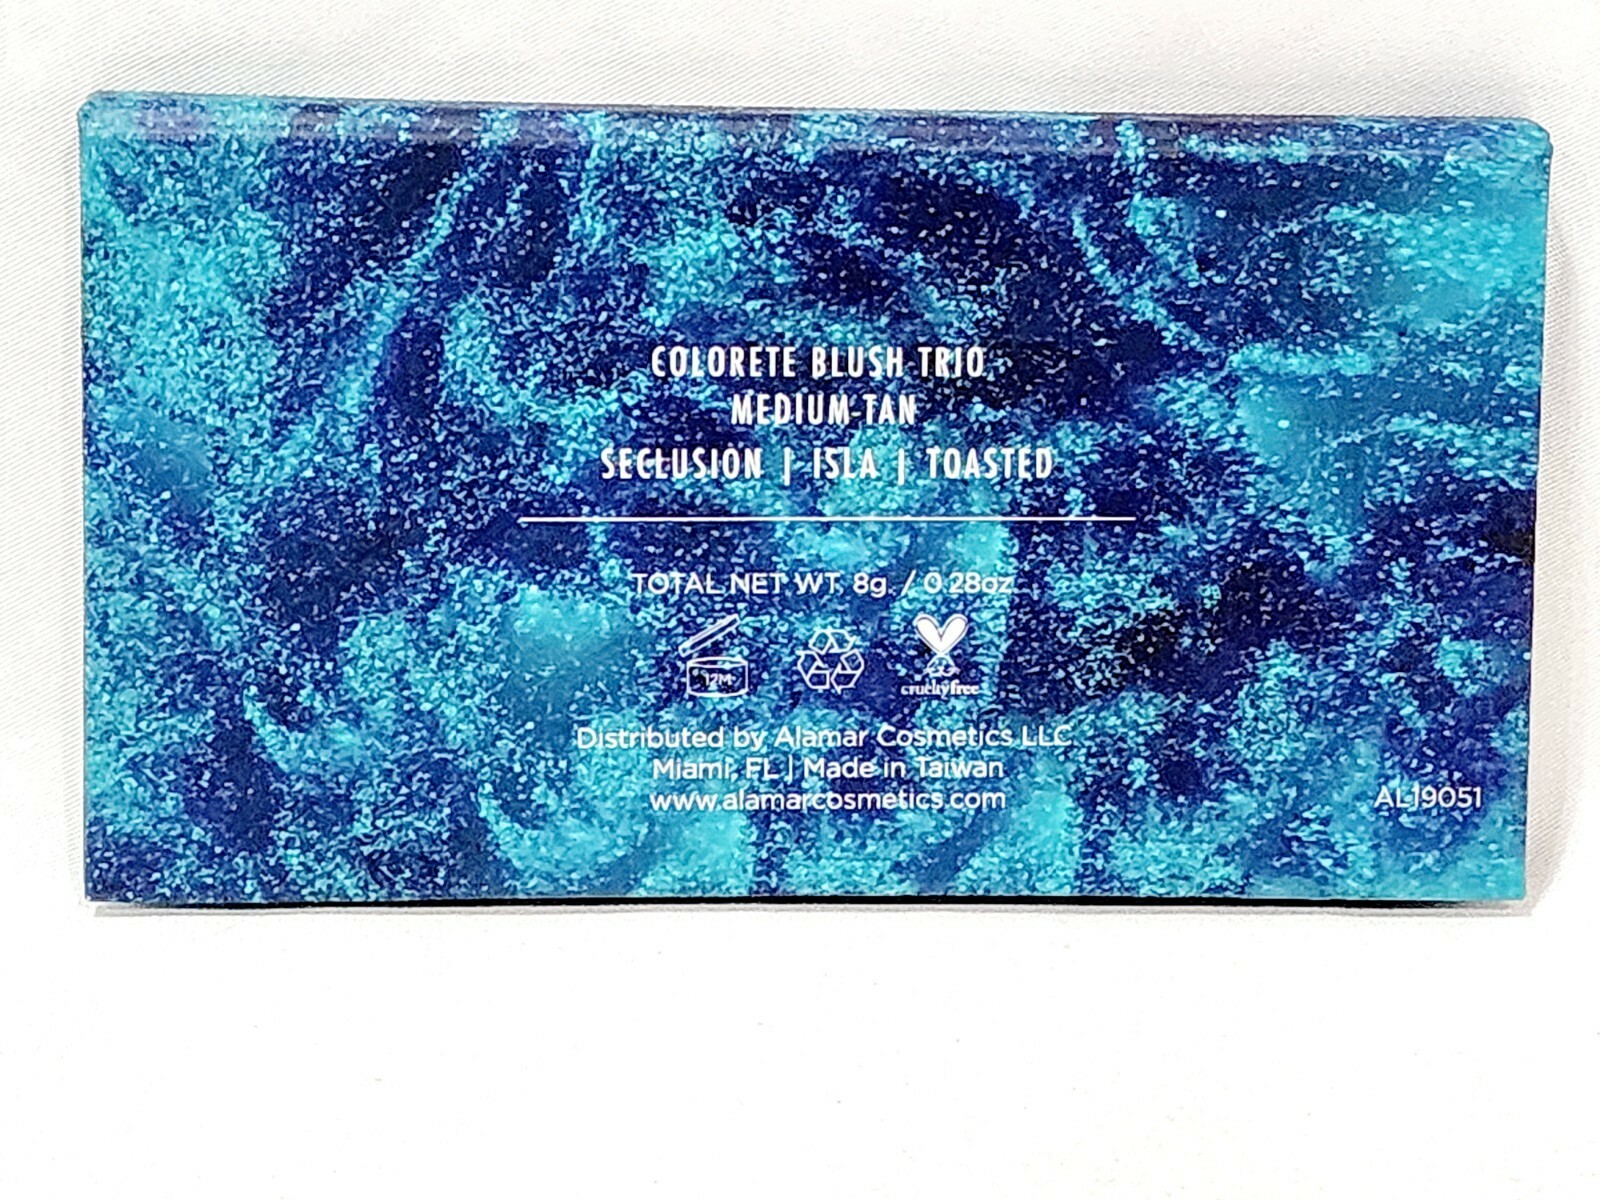 COLORETE BLUSH TRIO
MEDIUM-TAN
SECLUSION | ISLA | TOASTED
TOTAL NET WT. 8g / 0.28oz
12M
crueltyfree
Distributed by Alamar Cosmetics LLC
Miami, FL | Made in Taiwan
www.alamarcosmetics.com
AL19051